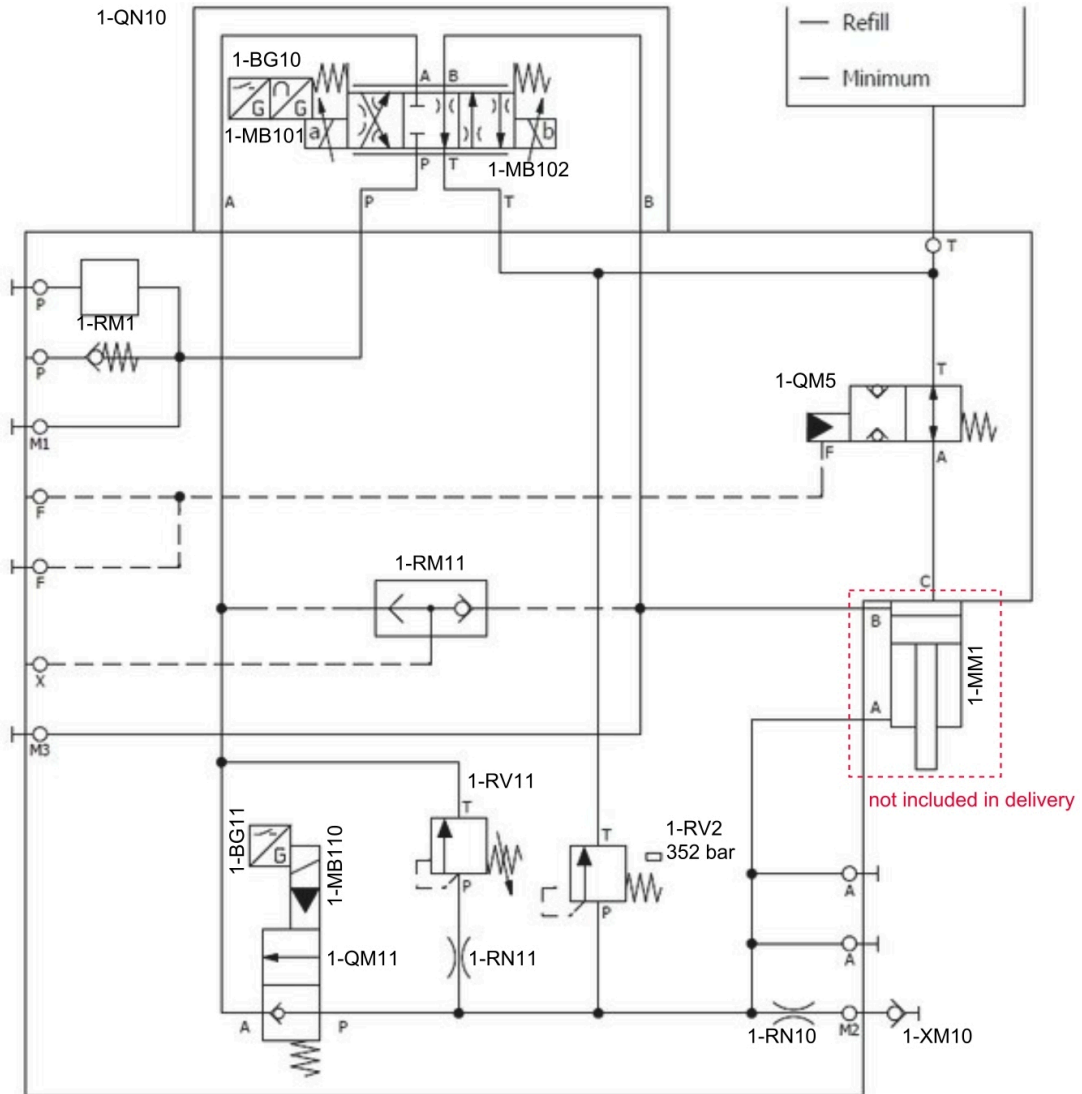 1-QN10
Refill
Minimum
1-BG10
A B
G G
1-MB101
a
b
P T
1-MB102
A
P
T
B
T
P
1-RM1
P
M1
1-QM5
T
F
A
F
F
1-RM11
C
B
1-MM1
A
X
M3
not included in delivery
1-RV11
T
P
1-BG11
G
1-MB110
1-RV2
352 bar
T
P
A
A
1-QM11
1-RN11
A
P
1-RN10
M2
1-XM10